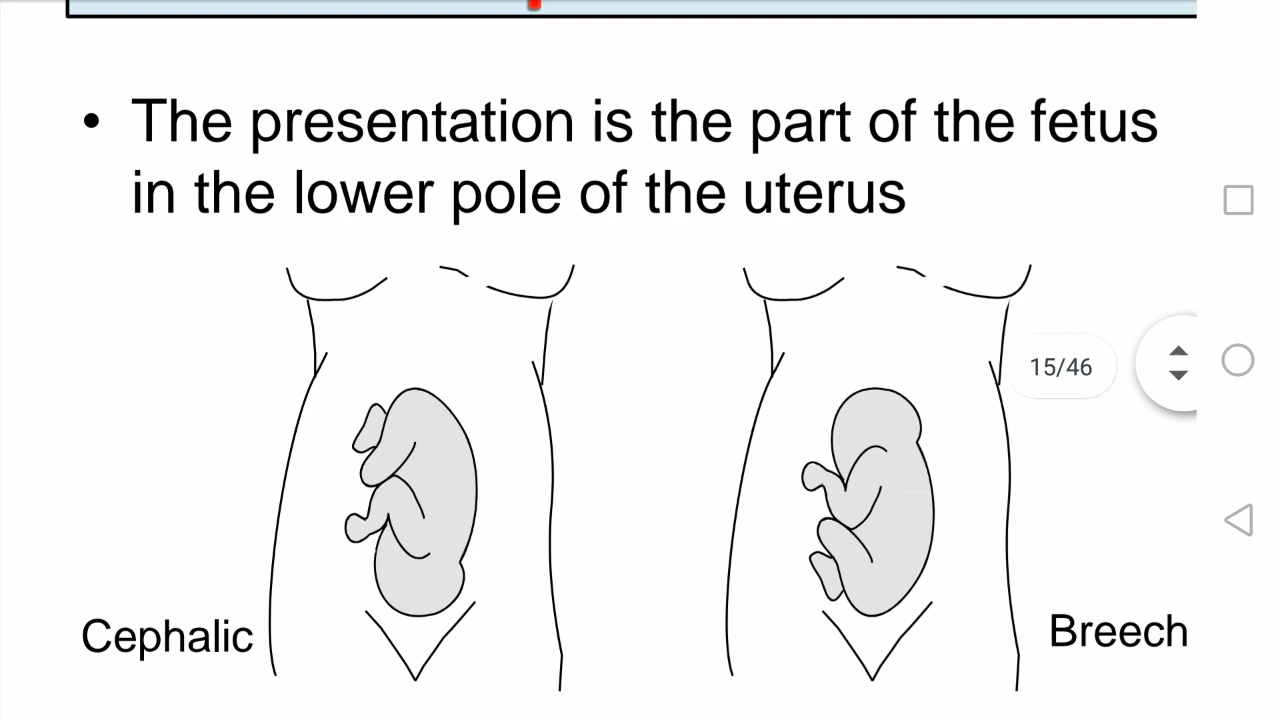 • The presentation is the part of the fetus
in the lower pole of the uterus
15/46
Cephalic
Breech